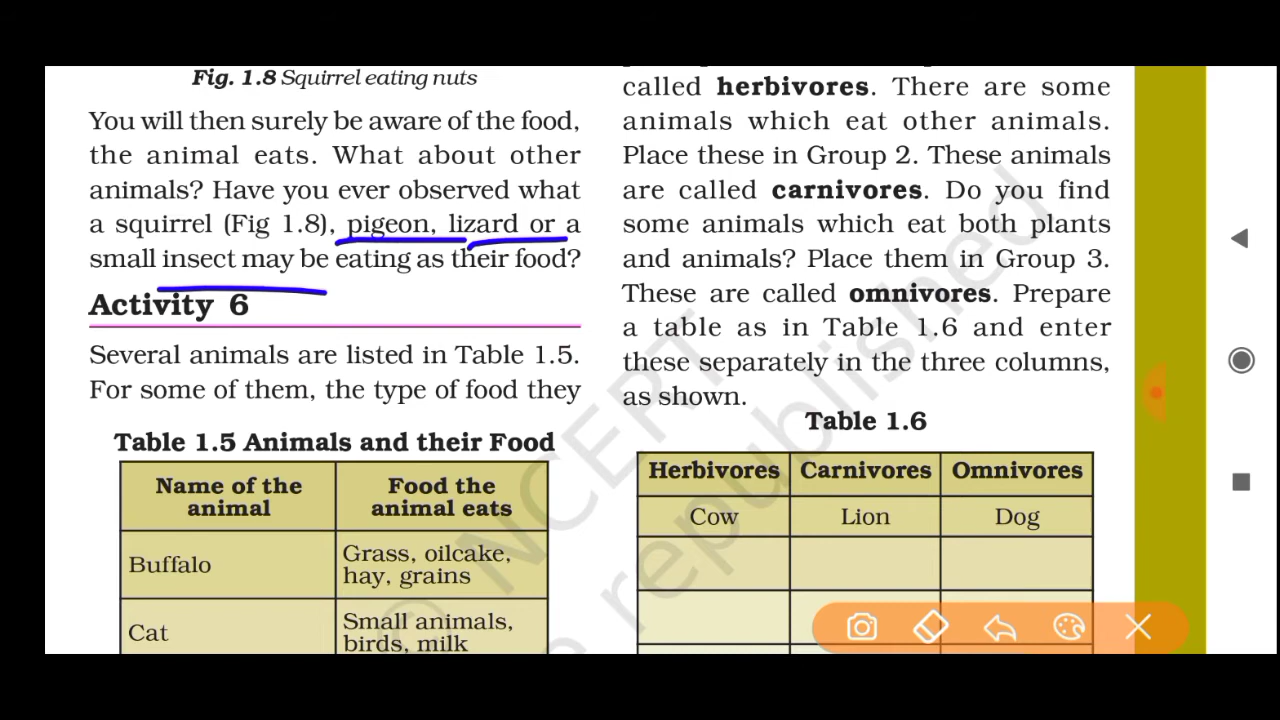 Fig. 1.8 Squirrel eating nuts
You will then surely be aware of the food,
the animal eats. What about other
animals? Have you ever observed what
a squirrel (Fig 1.8), pigeon, lizard or a
small insect may be eating as their food?
Activity 6
Several animals are listed in Table 1.5.
For some of them, the type of food they
Table 1.5 Animals and their Food
Name of the animal
Food the animal eats
Buffalo
Grass, oilcake,
hay, grains
Cat
Small animals,
birds, milk
called herbivores. There are some
animals which eat other animals.
Place these in Group 2. These animals
are called carnivores. Do you find
some animals which eat both plants
and animals? Place them in Group 3.
These are called omnivores. Prepare
a table as in Table 1.6 and enter
these separately in the three columns,
as shown.
Table 1.6
Herbivores Carnivores Omnivores
Cow Lion Dog
© NCERT
republished